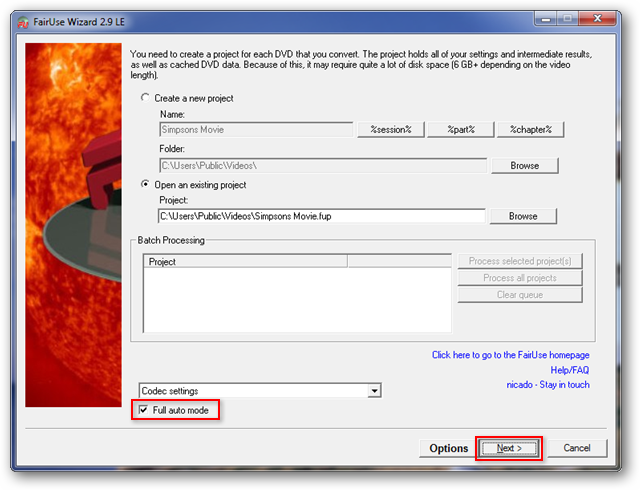 FairUse Wizard 2.9 LE
You need to create a project for each DVD that you convert. The project holds all of your settings and intermediate results,
as well as cached DVD data. Because of this, it may require quite a lot of disk space (6 GB+ depending on the video
length).
Create a new project
Name:
Simpsons Movie
%session%
%part%
%chapter%
Folder:
C:\Users\Public\Videos\
Browse
Open an existing project
Project:
C:\Users\Public\Videos\Simpsons Movie.fup
Browse
Batch Processing
Project
Process selected project(s)
Process all projects
Clear queue
Click here to go to the FairUse homepage
Help/FAQ
nicado - Stay in touch
Codec settings
Full auto mode
Options
Next >
Cancel